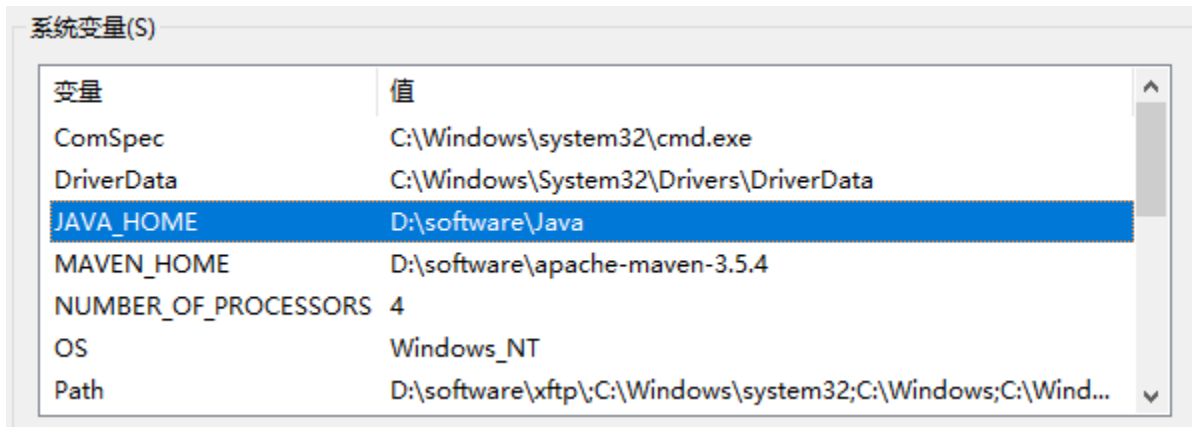 系统变量(S)
变量 值
ComSpec C:\Windows\system32\cmd.exe
DriverData C:\Windows\System32\Drivers\DriverData
JAVA_HOME D:\software\Java
MAVEN_HOME D:\software\apache-maven-3.5.4
NUMBER_OF_PROCESSORS 4
OS Windows_NT
Path D:\software\xftp\;C:\Windows\system32;C:\Windows;C:\Wind...